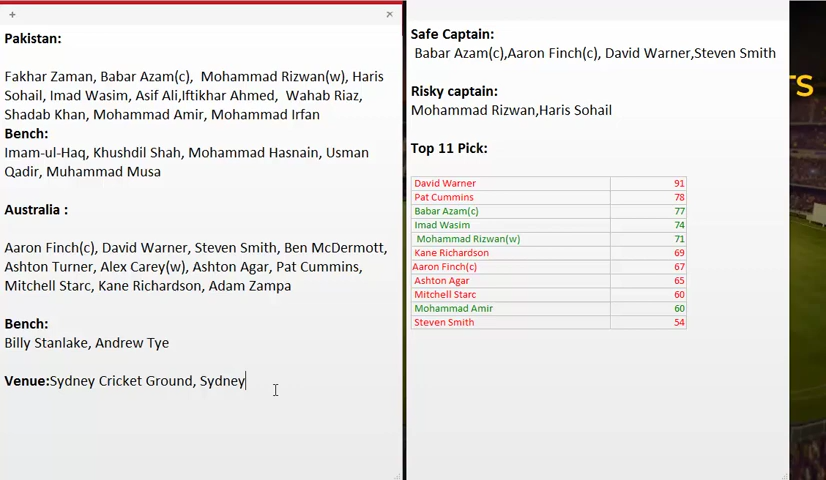 Pakistan:
Fakhar Zaman, Babar Azam(c),  Mohammad Rizwan(w), Haris
Sohail, Imad Wasim, Asif Ali,Iftikhar Ahmed,  Wahab Riaz,
Shadab Khan, Mohammad Amir, Mohammad Irfan
Bench:
Imam-ul-Haq, Khushdil Shah, Mohammad Hasnain, Usman
Qadir, Muhammad Musa
Australia :
Aaron Finch(c), David Warner, Steven Smith, Ben McDermott,
Ashton Turner, Alex Carey(w), Ashton Agar, Pat Cummins,
Mitchell Starc, Kane Richardson, Adam Zampa
Bench:
Billy Stanlake, Andrew Tye
Venue:Sydney Cricket Ground, Sydney
Safe Captain:
Babar Azam(c),Aaron Finch(c), David Warner,Steven Smith
Risky captain:
Mohammad Rizwan,Haris Sohail
Top 11 Pick:
David Warner 91
Pat Cummins 78
Babar Azam(c) 77
Imad Wasim 74
Mohammad Rizwan(w) 71
Kane Richardson 69
Aaron Finch(c) 67
Ashton Agar 65
Mitchell Starc 60
Mohammad Amir 60
Steven Smith 54